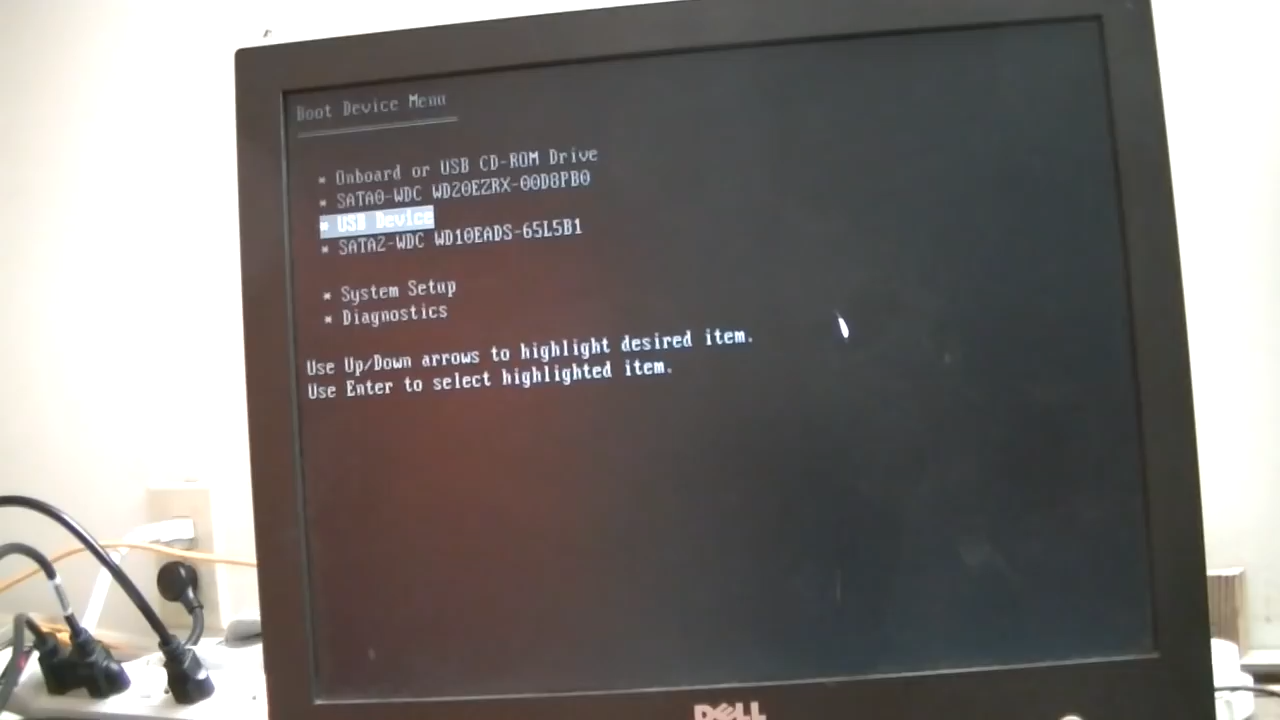 Boot Device Menu
* Onboard or USB CD-ROM Drive
* SATA0-WDC WD20EZRX-00D8PB0
* USB Device
* SATA2-WDC WD10EADS-65L5B1
* System Setup
* Diagnostics
Use Up/Down arrows to highlight desired item.
Use Enter to select highlighted item.
DELL